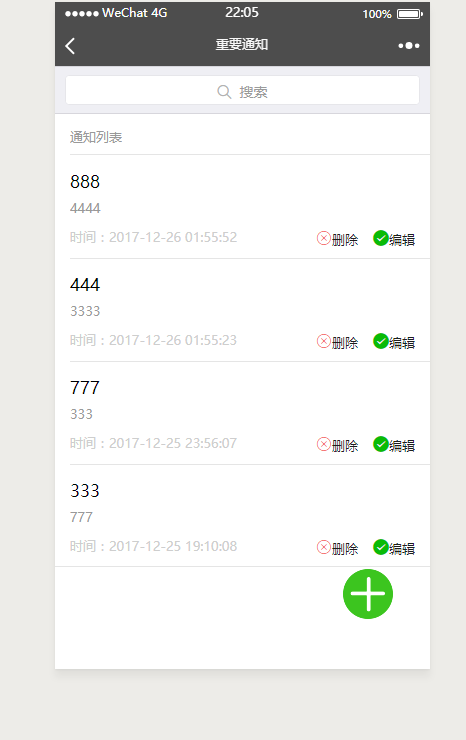 WeChat 4G 22:05 100%
重要通知
搜索
通知列表
888
4444
时间：2017-12-26 01:55:52 删除 编辑
444
3333
时间：2017-12-26 01:55:23 删除 编辑
777
333
时间：2017-12-25 23:56:07 删除 编辑
333
777
时间：2017-12-25 19:10:08 删除 编辑